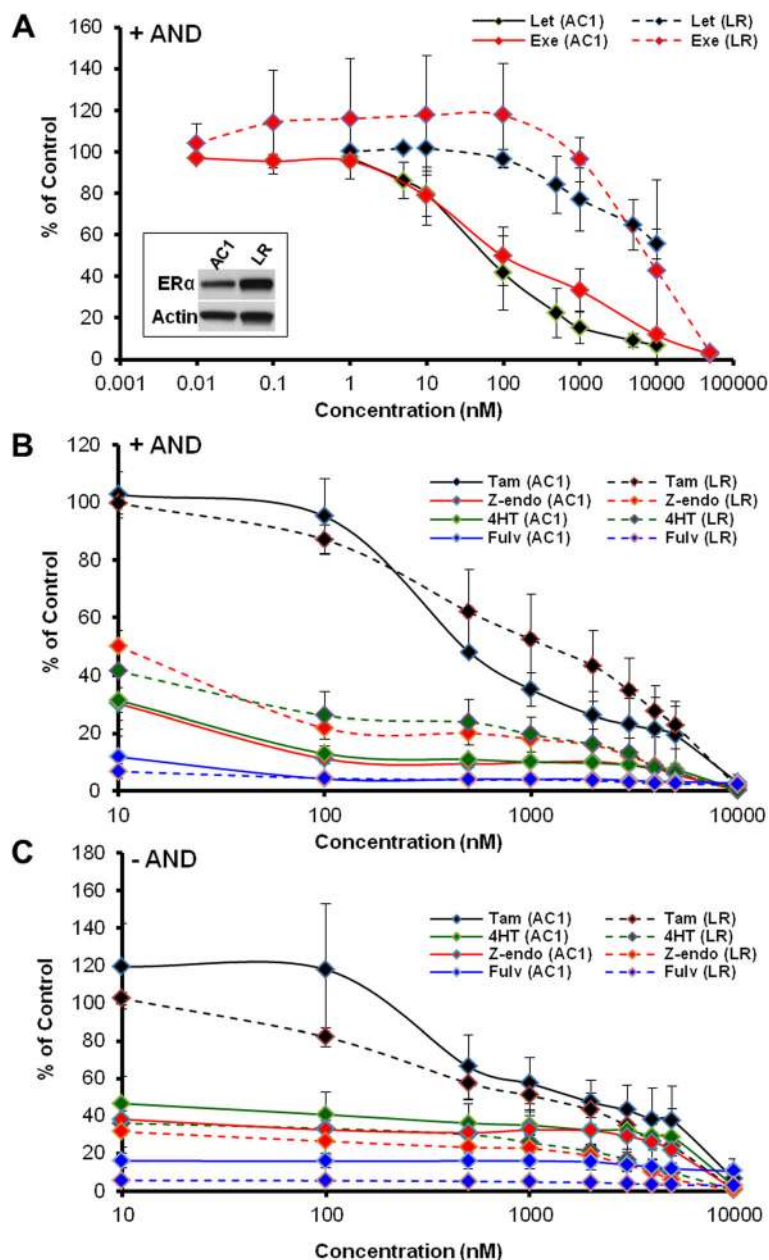 A
+ AND
Let (AC1) Let (LR)
Exe (AC1) Exe (LR)
% of Control
160
140
120
100
80
60
40
20
0
AC1 LR
ERα
Actin
0.001 0.01 0.1 1 10 100 1000 10000 100000
Concentration (nM)
B
+ AND
Tam (AC1) Tam (LR)
Z-endo (AC1) Z-endo (LR)
4HT (AC1) 4HT (LR)
Fulv (AC1) Fulv (LR)
% of Control
120
100
80
60
40
20
0
10 100 1000 10000
Concentration (nM)
C
- AND
Tam (AC1) Tam (LR)
4HT (AC1) 4HT (LR)
Z-endo (AC1) Z-endo (LR)
Fulv (AC1) Fulv (LR)
% of Control
180
160
140
120
100
80
60
40
20
0
10 100 1000 10000
Concentration (nM)